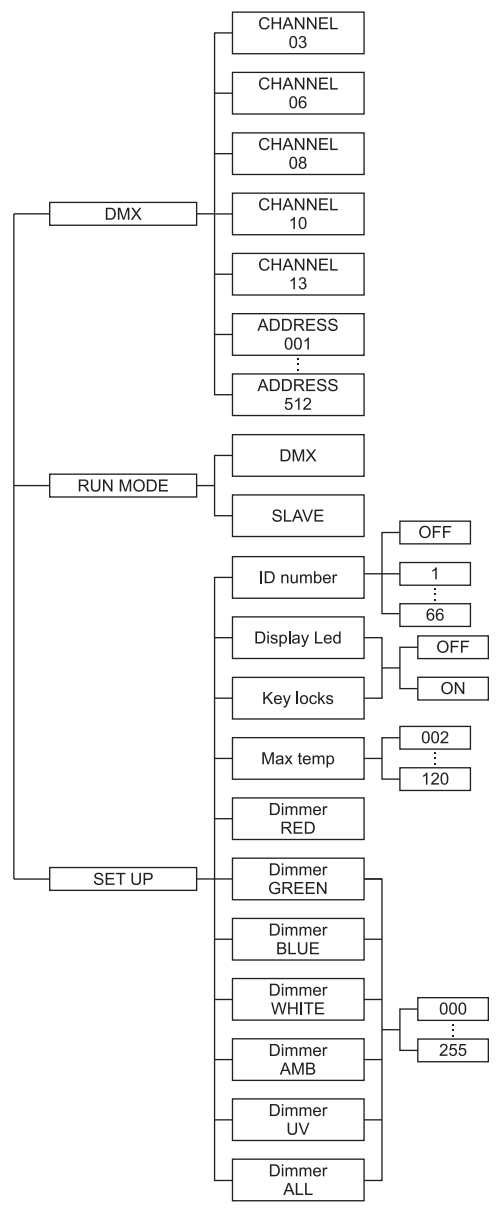 CHANNEL
03
CHANNEL
06
CHANNEL
08
DMX
CHANNEL
10
CHANNEL
13
ADDRESS
001
ADDRESS
512
RUN MODE
DMX
SLAVE
SET UP
ID number
OFF
1
66
Display Led
Key locks
OFF
ON
Max temp
002
120
Dimmer
RED
Dimmer
GREEN
Dimmer
BLUE
Dimmer
WHITE
Dimmer
AMB
Dimmer
UV
Dimmer
ALL
000
255